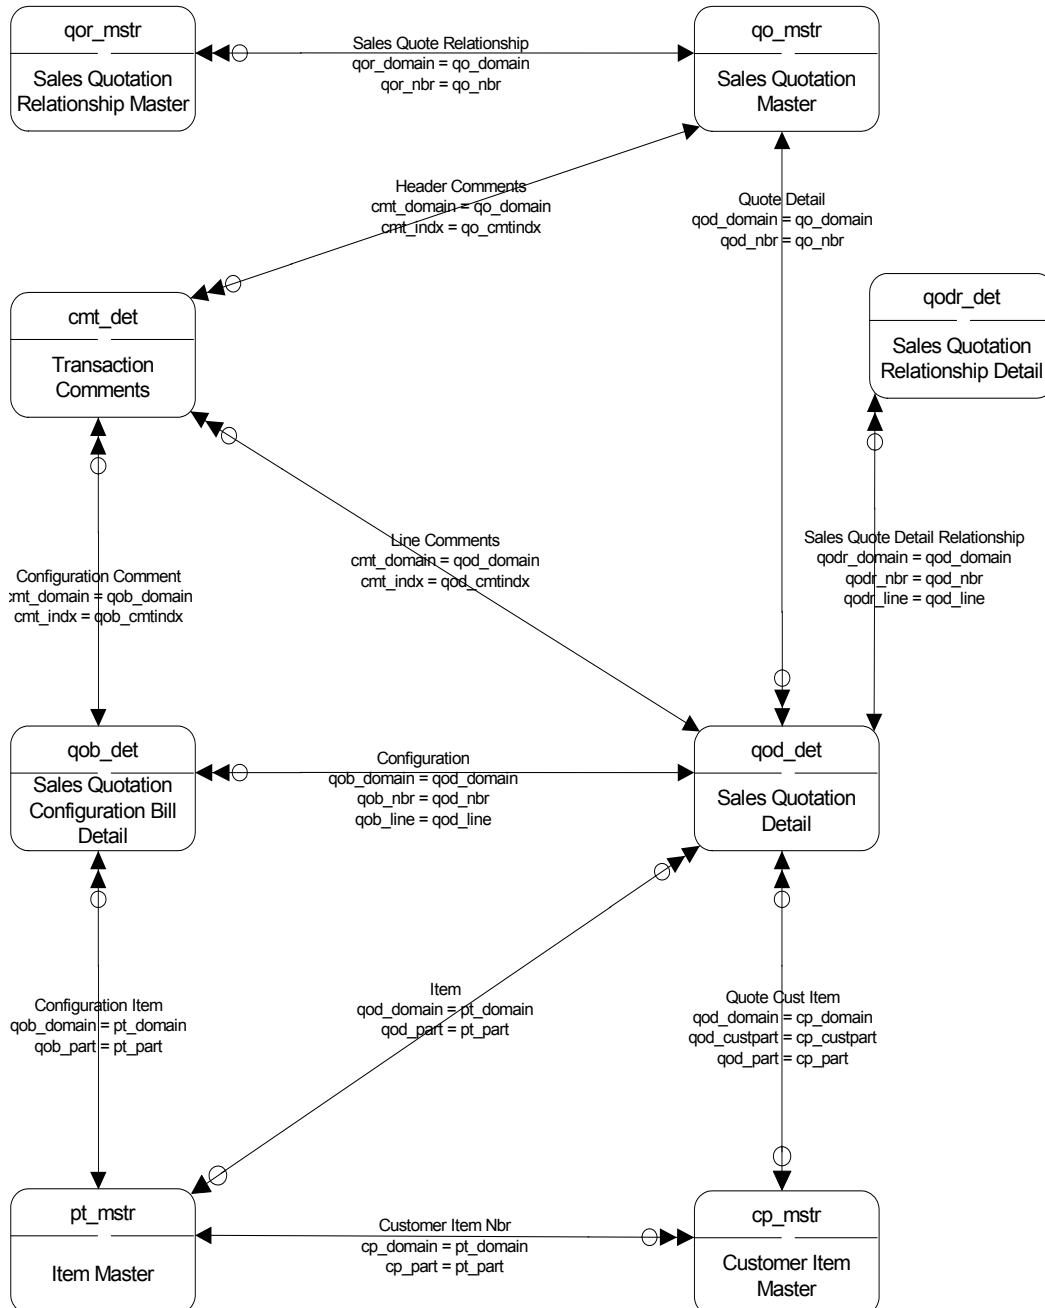 qor_mstr
Sales Quotation
Relationship Master
Sales Quote Relationship
qor_domain = qo_domain
qor_nbr = qo_nbr
qo_mstr
Sales Quotation
Master
Header Comments
cmt_domain = qo_domain
cmt_indx = qo_cmtindx
Quote Detail
qod_domain = qo_domain
qod_nbr = qo_nbr
cmt_det
Transaction
Comments
qodr_det
Sales Quotation
Relationship Detail
Line Comments
cmt_domain = qod_domain
cmt_indx = qod_cmtindx
Sales Quote Detail Relationship
qodr_domain = qod_domain
qodr_nbr = qod_nbr
qodr_line = qod_line
Configuration Comment
cmt_domain = qob_domain
cmt_indx = qob_cmtindx
qob_det
Sales Quotation
Configuration Bill
Detail
Configuration
qob_domain = qod_domain
qob_nbr = qod_nbr
qob_line = qod_line
qod_det
Sales Quotation
Detail
Configuration Item
qob_domain = pt_domain
qob_part = pt_part
Item
qod_domain = pt_domain
qod_part = pt_part
Quote Cust Item
qod_domain = cp_domain
qod_custpart = cp_custpart
qod_part = cp_part
pt_mstr
Item Master
Customer Item Nbr
cp_domain = pt_domain
cp_part = pt_part
cp_mstr
Customer Item
Master